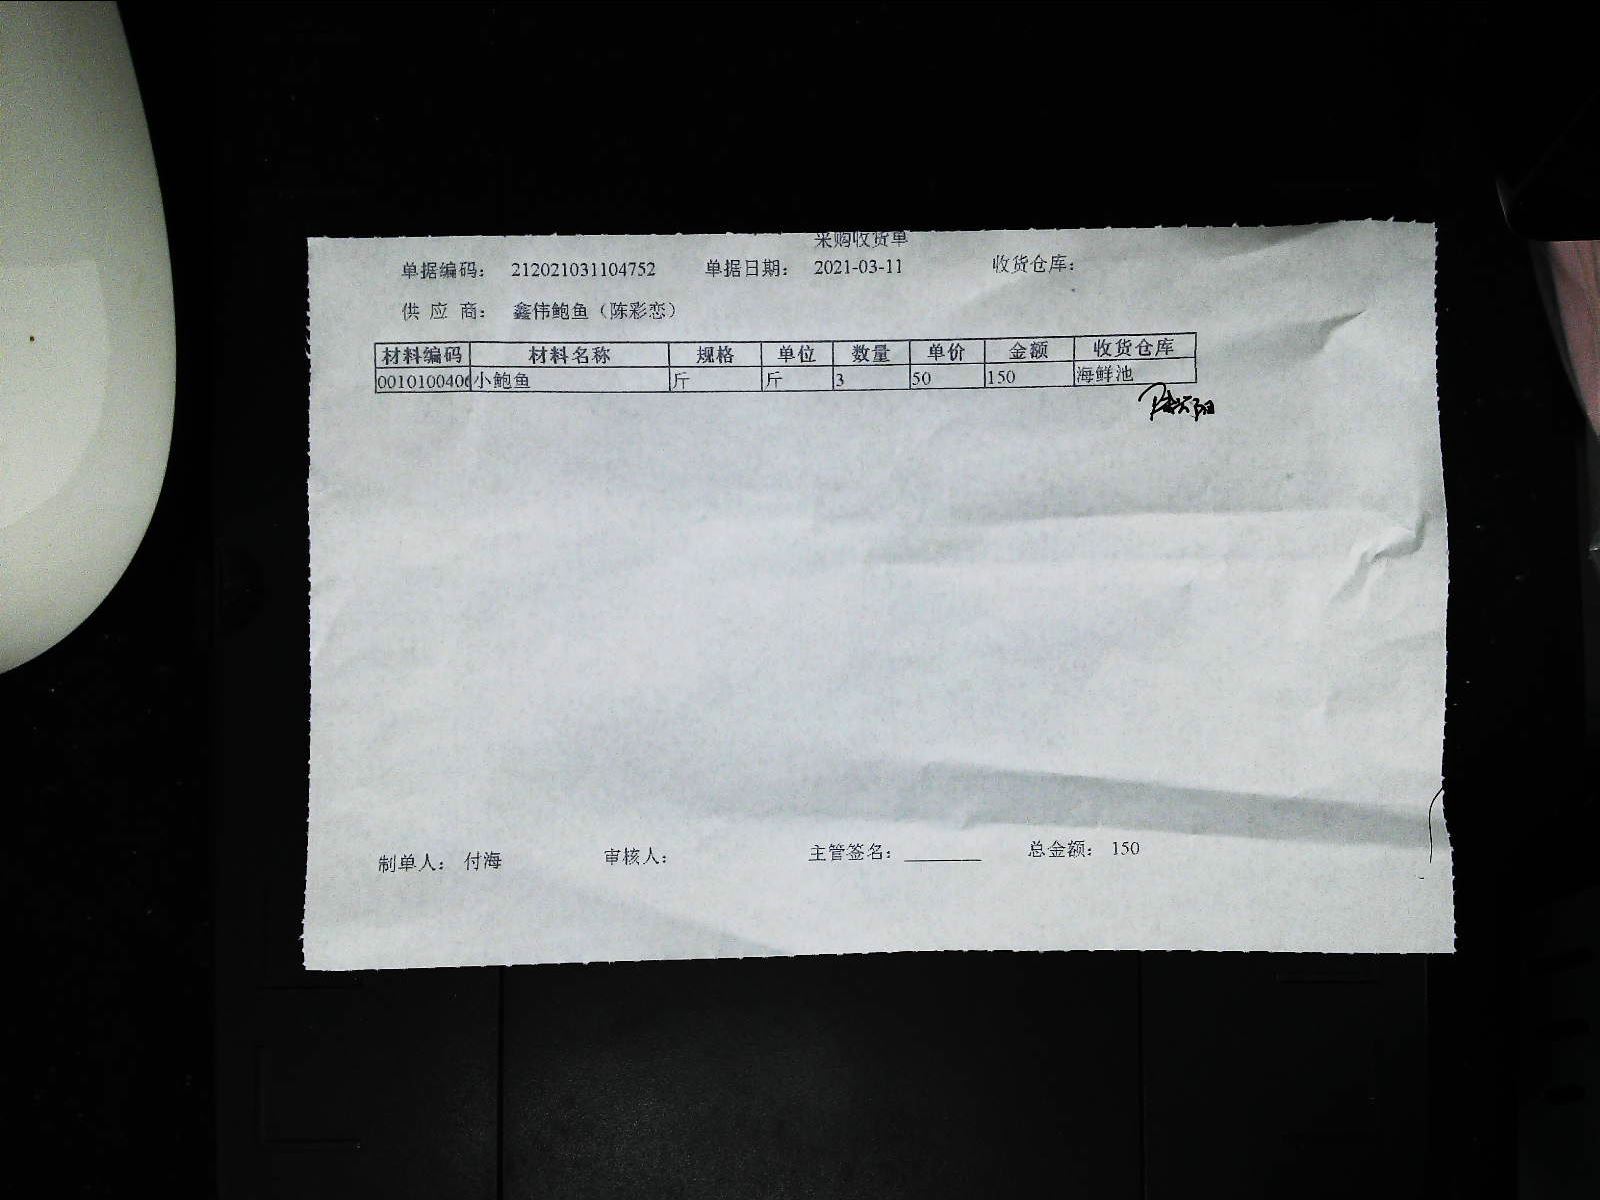 采购收货单
单据编码： 212021031104752 单据日期： 2021-03-11 收货仓库：
供 应 商： 鑫伟鲍鱼（陈彩恋）
材料编码 材料名称 规格 单位 数量 单价 金额 收货仓库
0010100406 小鲍鱼 斤 斤 3 50 150 海鲜池
制单人： 付海 审核人： 主管签名：________ 总金额： 150